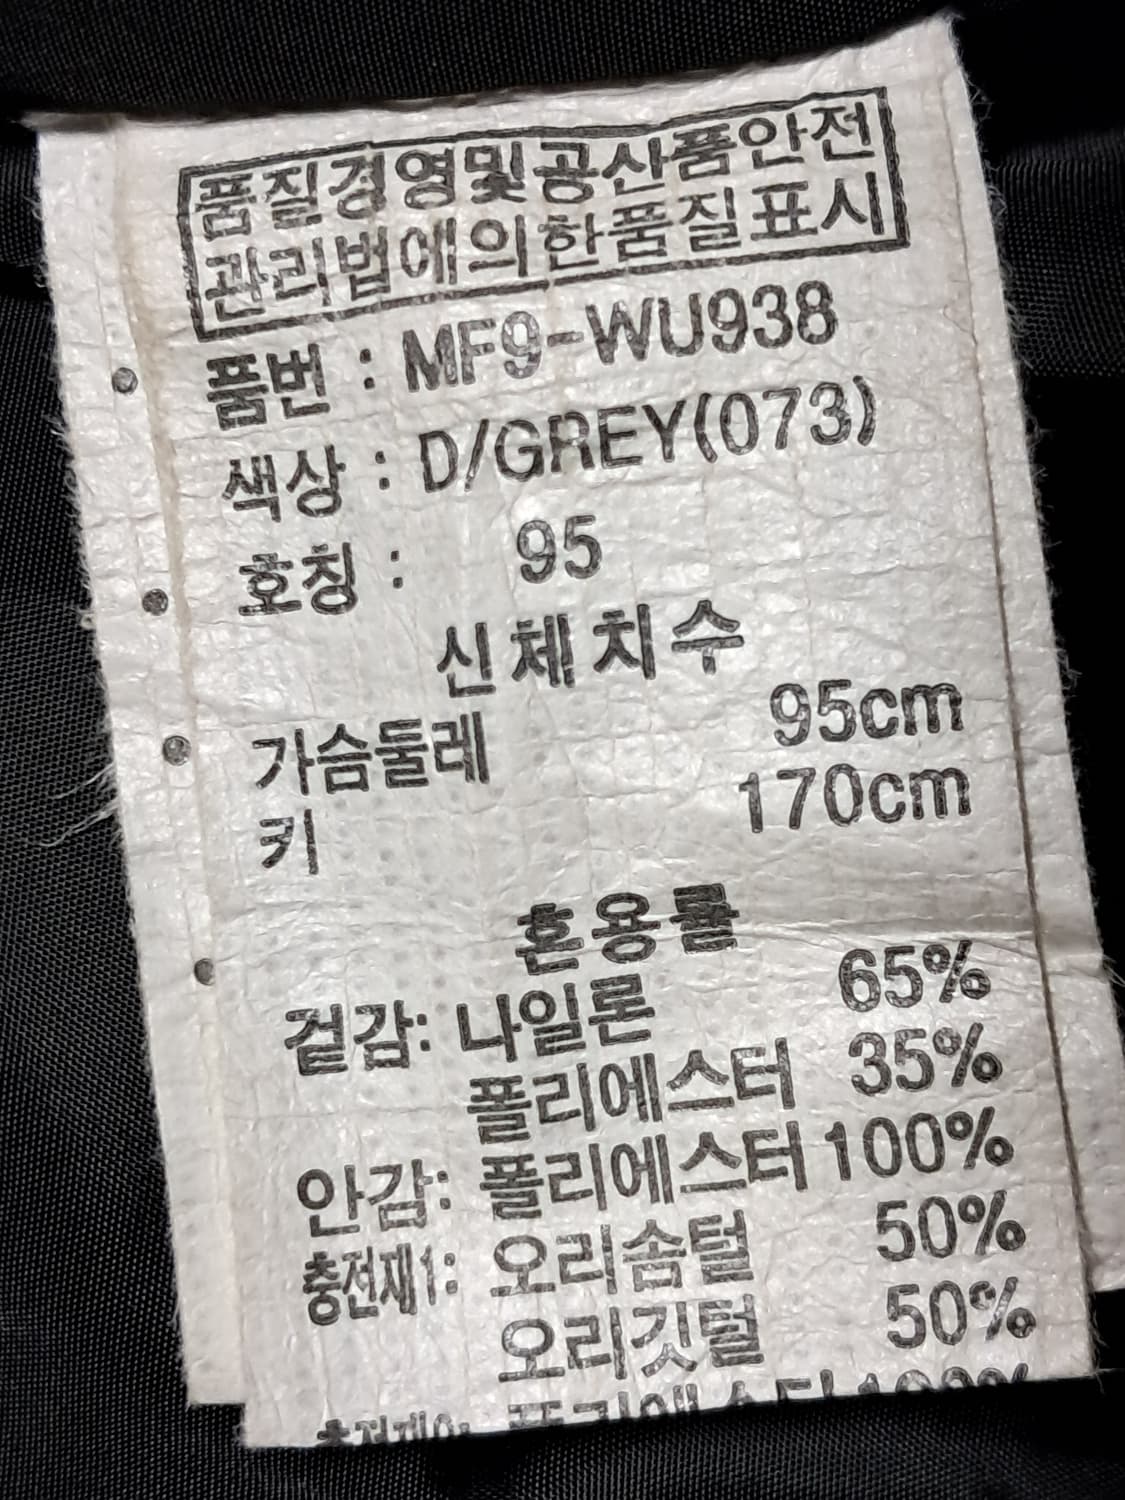 품질경영및공산품안전
관리법에의한품질표시
품번 : MF9-WU938
색상 : D/GREY(073)
호칭 : 95
신체치수
가슴둘레 95cm
키 170cm
혼용률
겉감: 나일론 65%
폴리에스터 35%
안감: 폴리에스터 100%
충전재1: 오리솜털 50%
오리깃털 50%